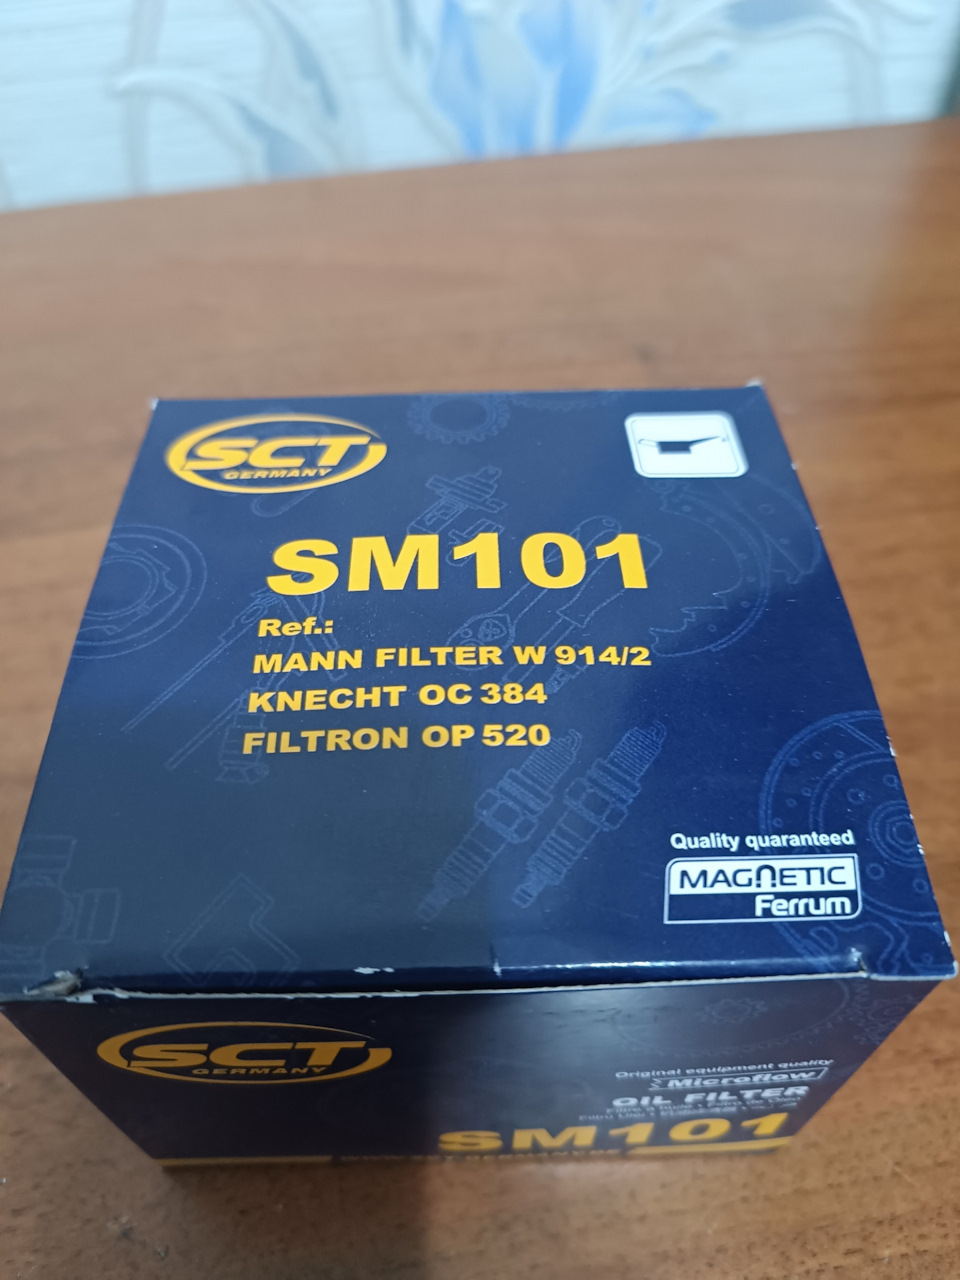 SCT
GERMANY
SM101
Ref.:
MANN FILTER W 914/2
KNECHT OC 384
FILTRON OP 520
Quality quaranteed
MAGNETIC
Ferrum
SCT
GERMANY
Original equipment quality
Microflow
OIL FILTER
SM101